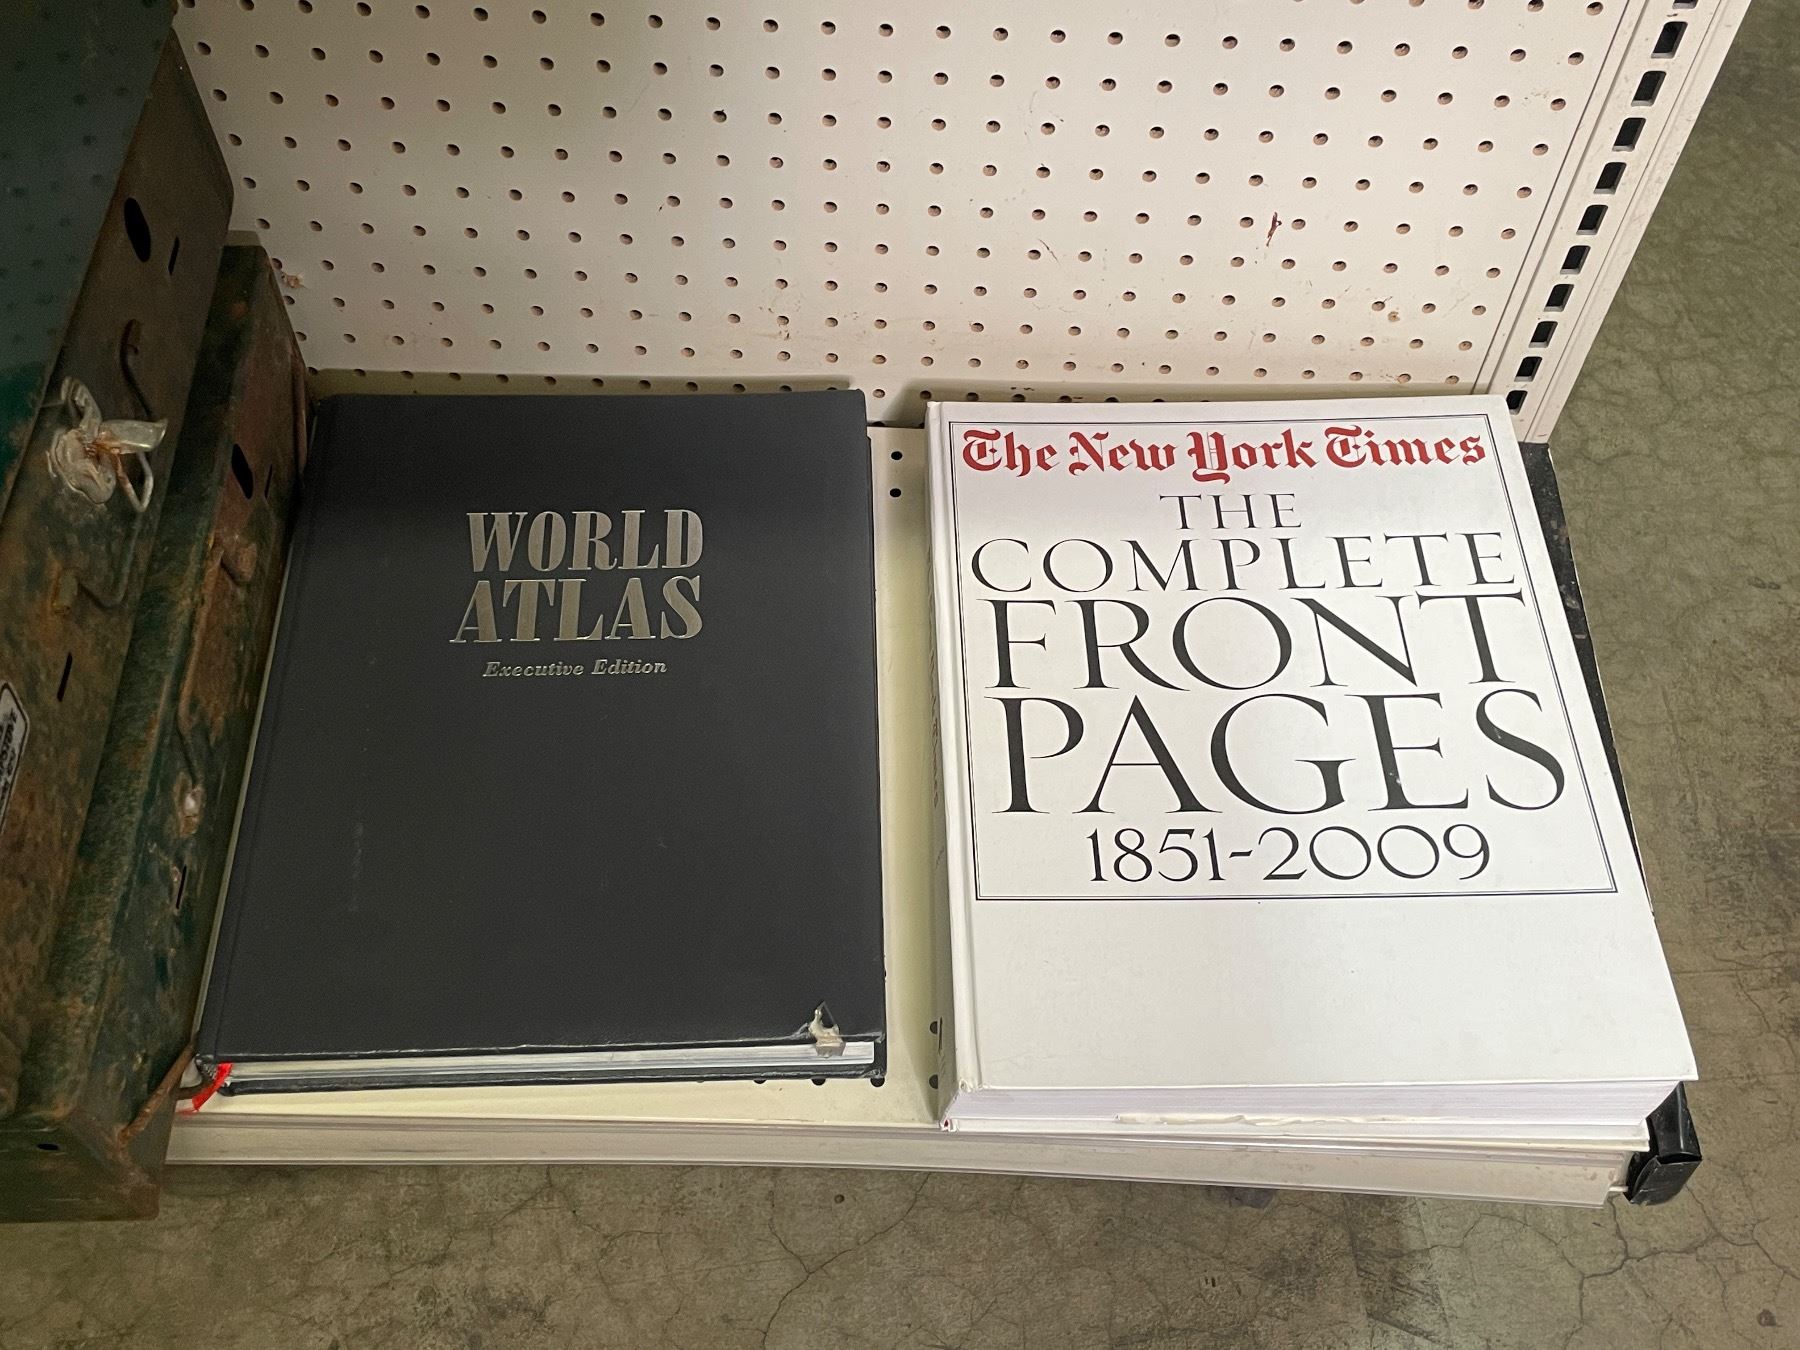 WORLD
ATLAS
Executive Edition
The New York Times
THE
COMPLETE
FRONT
PAGES
1851-2009